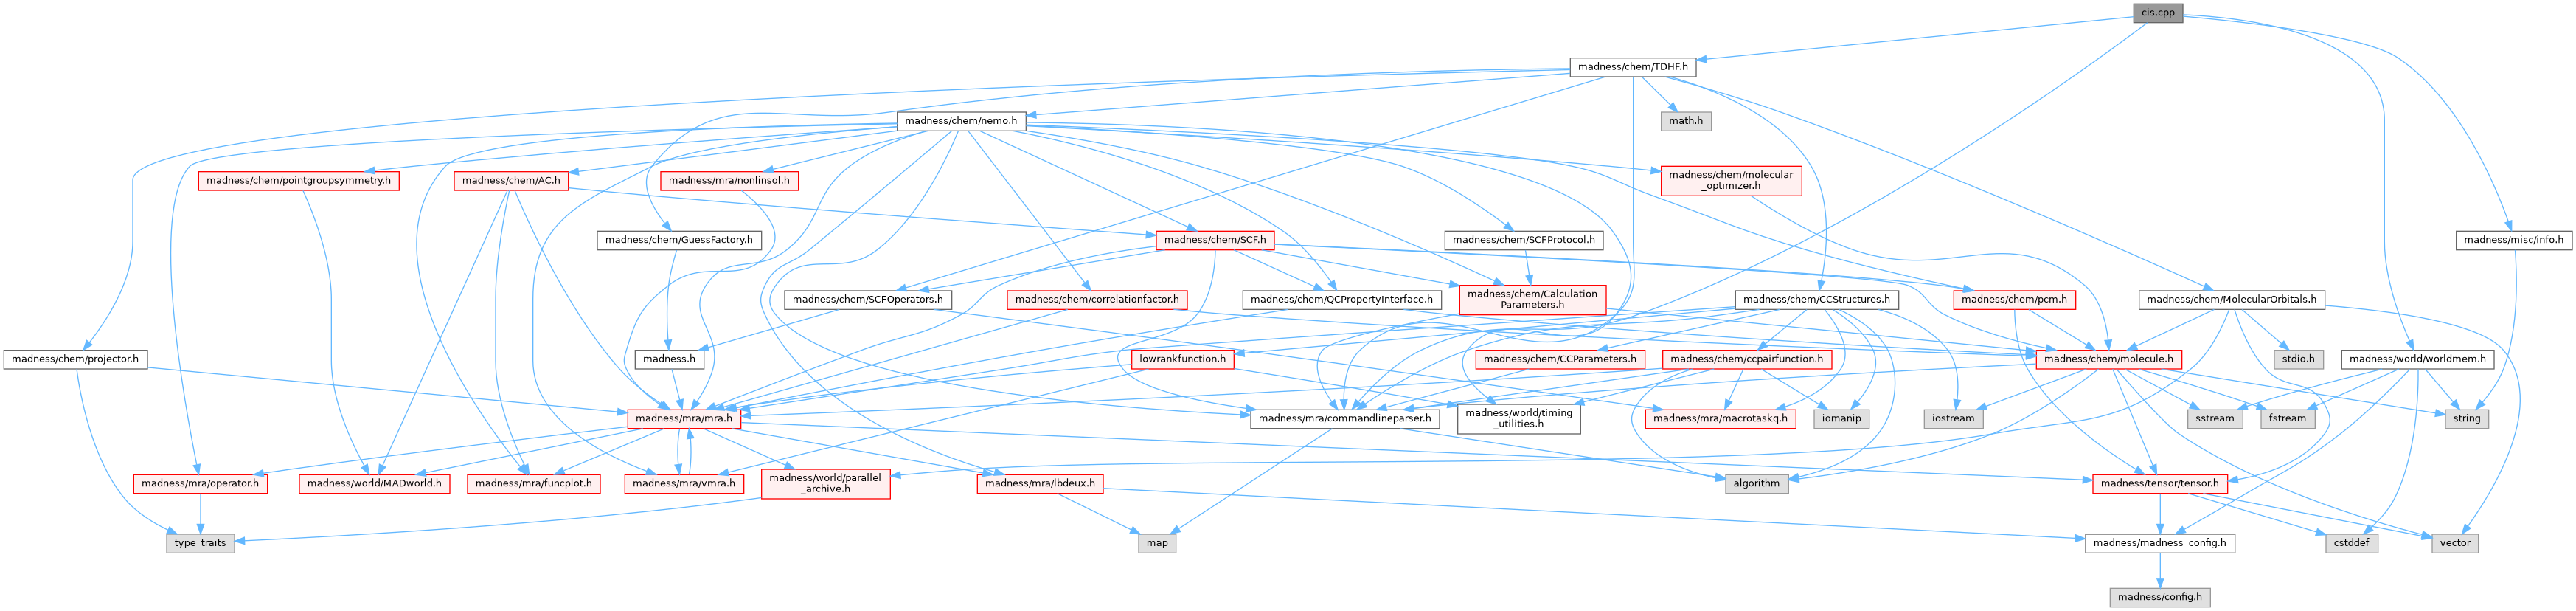 cis.cpp
madness/chem/TDHF.h
madness/chem/nemo.h
math.h
madness/chem/pointgroupsymmetry.h
madness/chem/AC.h
madness/mra/nonlinsol.h
madness/chem/molecular
_optimizer.h
madness/chem/GuessFactory.h
madness/chem/SCF.h
madness/chem/SCFProtocol.h
madness/misc/info.h
madness/chem/SCFOperators.h
madness/chem/correlationfactor.h
madness/chem/QCPropertyInterface.h
madness/chem/Calculation
Parameters.h
madness/chem/CCStructures.h
madness/chem/pcm.h
madness/chem/MolecularOrbitals.h
madness/chem/projector.h
madness.h
lowrankfunction.h
madness/chem/CCParameters.h
madness/chem/ccpairfunction.h
madness/chem/molecule.h
stdio.h
madness/world/worldmem.h
madness/mra/mra.h
madness/mra/commandlineparser.h
madness/world/timing
_utilities.h
madness/mra/macrotaskq.h
iomanip
iostream
sstream
fstream
string
madness/mra/operator.h
madness/world/MADworld.h
madness/mra/funcplot.h
madness/mra/vmra.h
madness/world/parallel
_archive.h
madness/mra/lbdeux.h
algorithm
madness/tensor/tensor.h
type_traits
map
madness/madness_config.h
cstddef
vector
madness/config.h